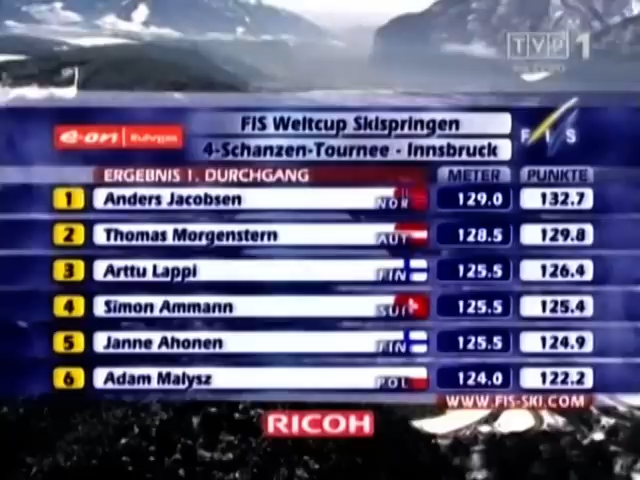 TVP 1
e·on Ruhrgas
FIS Weltcup Skispringen
4-Schanzen-Tournee - Innsbruck
FIS
ERGEBNIS 1. DURCHGANG METER PUNKTE
1 Anders Jacobsen NOR 129.0 132.7
2 Thomas Morgenstern AUT 128.5 129.8
3 Arttu Lappi FIN 125.5 126.4
4 Simon Ammann SUI 125.5 125.4
5 Janne Ahonen FIN 125.5 124.9
6 Adam Malysz POL 124.0 122.2
WWW.FIS-SKI.COM
RICOH